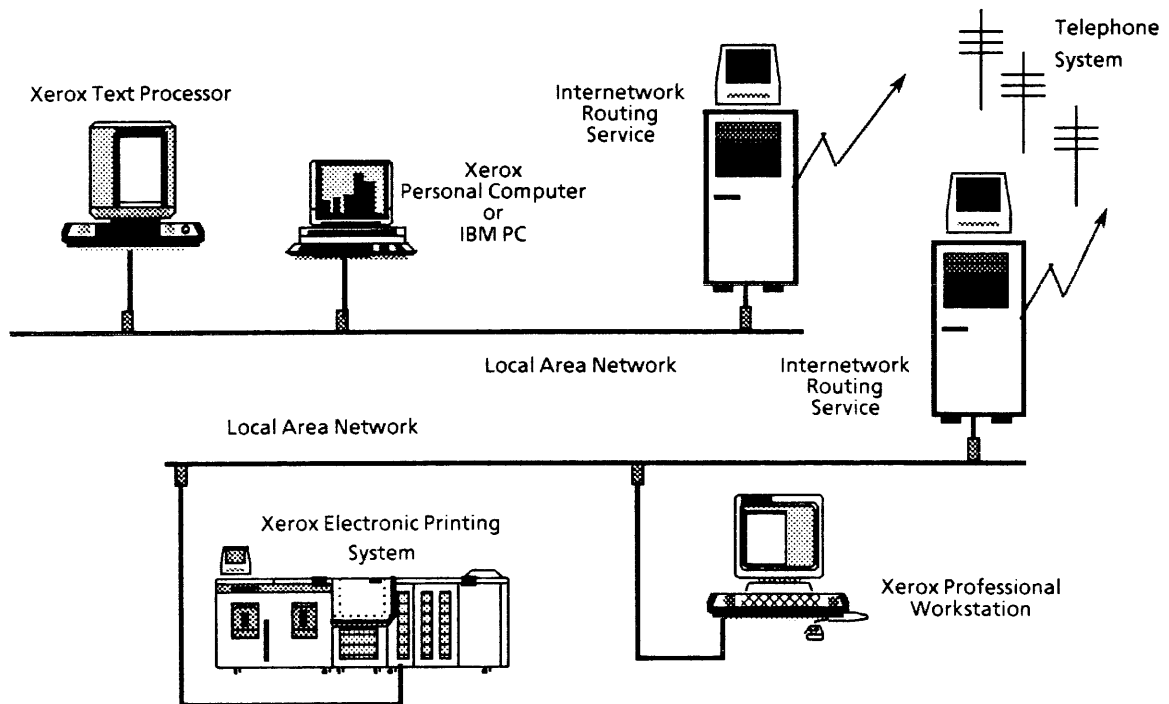 Telephone
System
Xerox Text Processor
Internetwork
Routing
Service
Xerox
Personal Computer
or
IBM PC
Local Area Network
Internetwork
Routing
Service
Local Area Network
Xerox Electronic Printing
System
Xerox Professional
Workstation